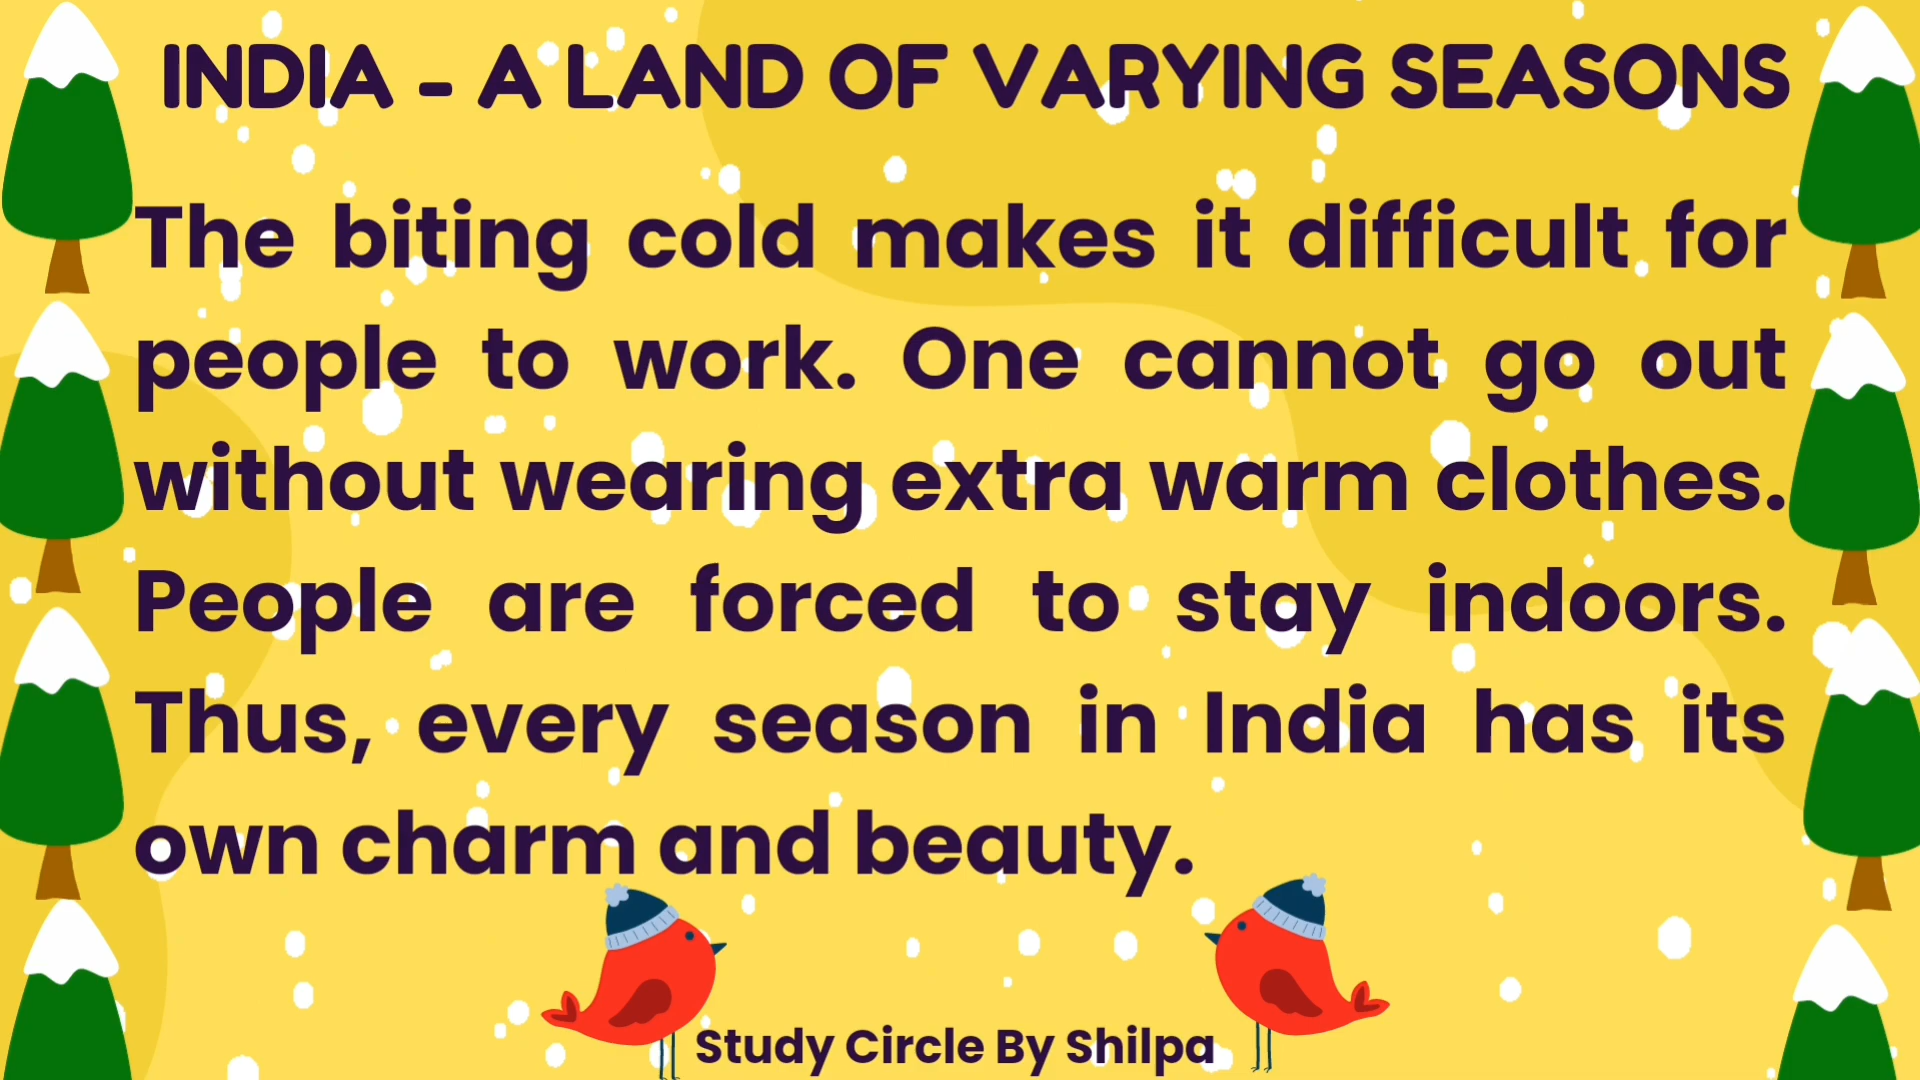 INDIA - A LAND OF VARYING SEASONS
The biting cold makes it difficult for
people to work. One cannot go out
without wearing extra warm clothes.
People are forced to stay indoors.
Thus, every season in India has its
own charm and beauty.
Study Circle By Shilpa